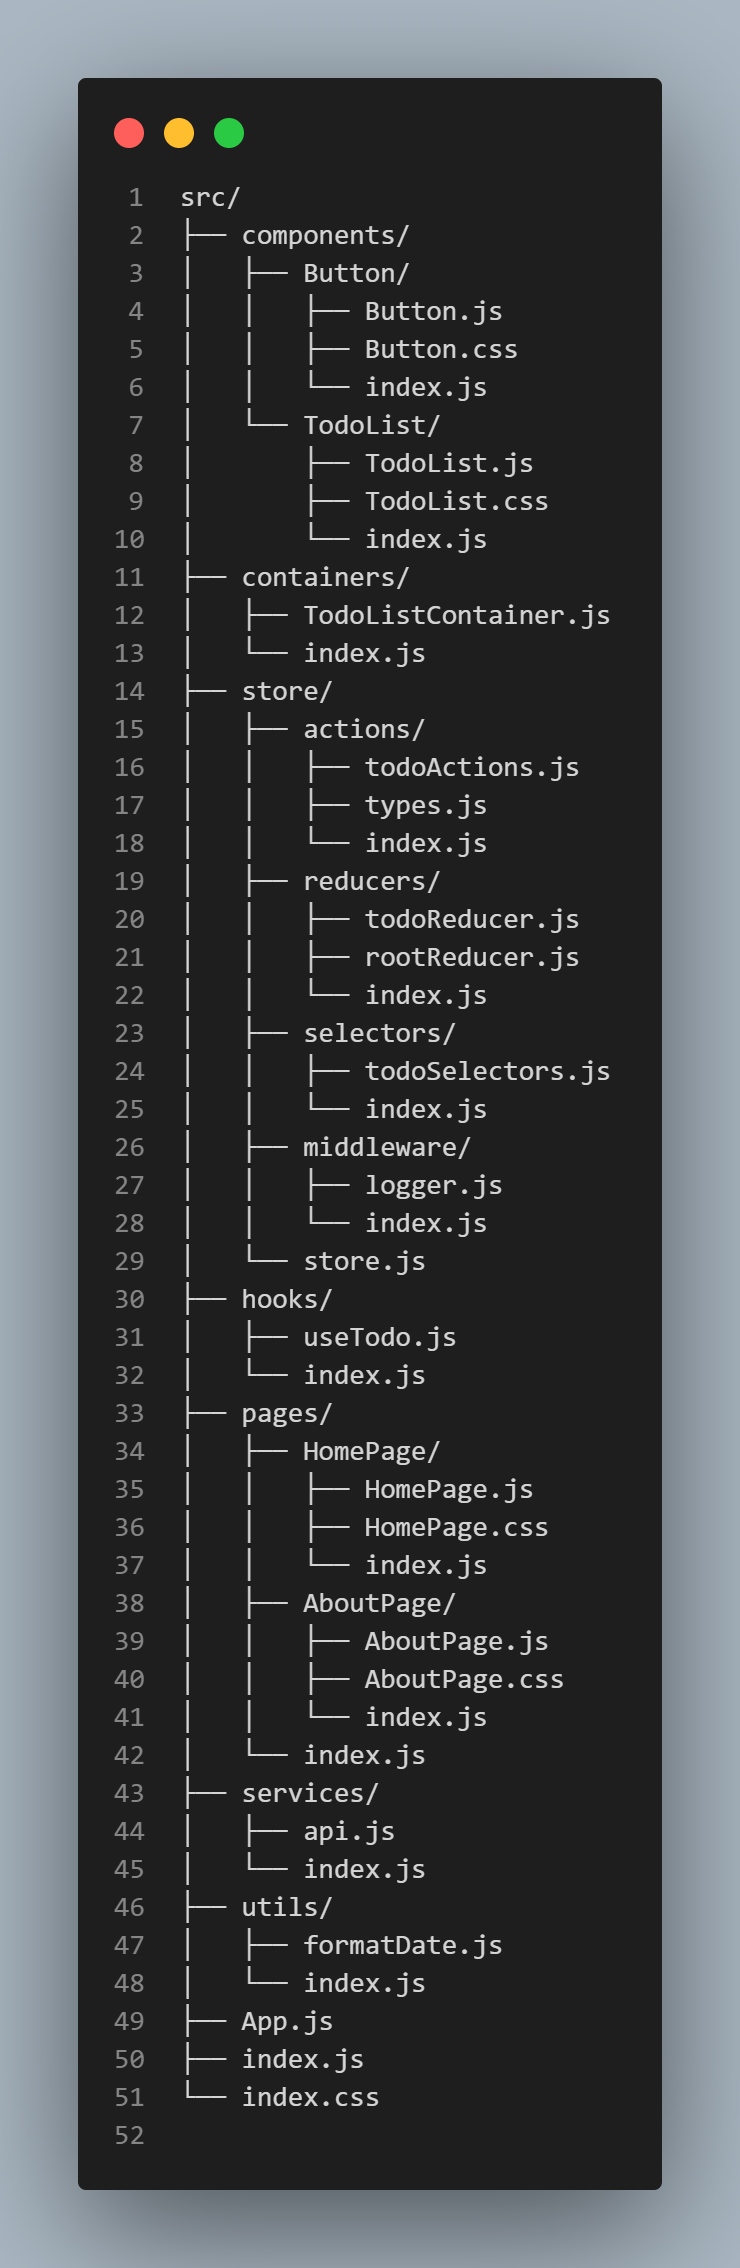 1 src/
2 ├── components/
3 │   ├── Button/
4 │   │   ├── Button.js
5 │   │   ├── Button.css
6 │   │   └── index.js
7 │   └── TodoList/
8 │       ├── TodoList.js
9 │       ├── TodoList.css
10 │       └── index.js
11 ├── containers/
12 │   ├── TodoListContainer.js
13 │   └── index.js
14 ├── store/
15 │   ├── actions/
16 │   │   ├── todoActions.js
17 │   │   ├── types.js
18 │   │   └── index.js
19 │   ├── reducers/
20 │   │   ├── todoReducer.js
21 │   │   ├── rootReducer.js
22 │   │   └── index.js
23 │   ├── selectors/
24 │   │   ├── todoSelectors.js
25 │   │   └── index.js
26 │   ├── middleware/
27 │   │   ├── logger.js
28 │   │   └── index.js
29 │   └── store.js
30 ├── hooks/
31 │   ├── useTodo.js
32 │   └── index.js
33 ├── pages/
34 │   ├── HomePage/
35 │   │   ├── HomePage.js
36 │   │   ├── HomePage.css
37 │   │   └── index.js
38 │   ├── AboutPage/
39 │   │   ├── AboutPage.js
40 │   │   ├── AboutPage.css
41 │   │   └── index.js
42 │   └── index.js
43 ├── services/
44 │   ├── api.js
45 │   └── index.js
46 ├── utils/
47 │   ├── formatDate.js
48 │   └── index.js
49 ├── App.js
50 ├── index.js
51 └── index.css
52